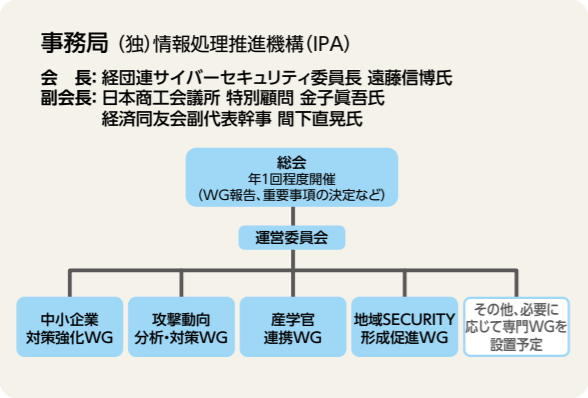 事務局 （独）情報処理推進機構（IPA）
会　長：経団連サイバーセキュリティ委員長 遠藤信博氏
副会長：日本商工会議所 特別顧問 金子眞吾氏
経済同友会副代表幹事 間下直晃氏
総会
年1回程度開催
（WG報告、重要事項の決定など）
運営委員会
中小企業
対策強化WG
攻撃動向
分析・対策WG
産学官
連携WG
地域SECURITY
形成促進WG
その他、必要に
応じて専門WGを
設置予定